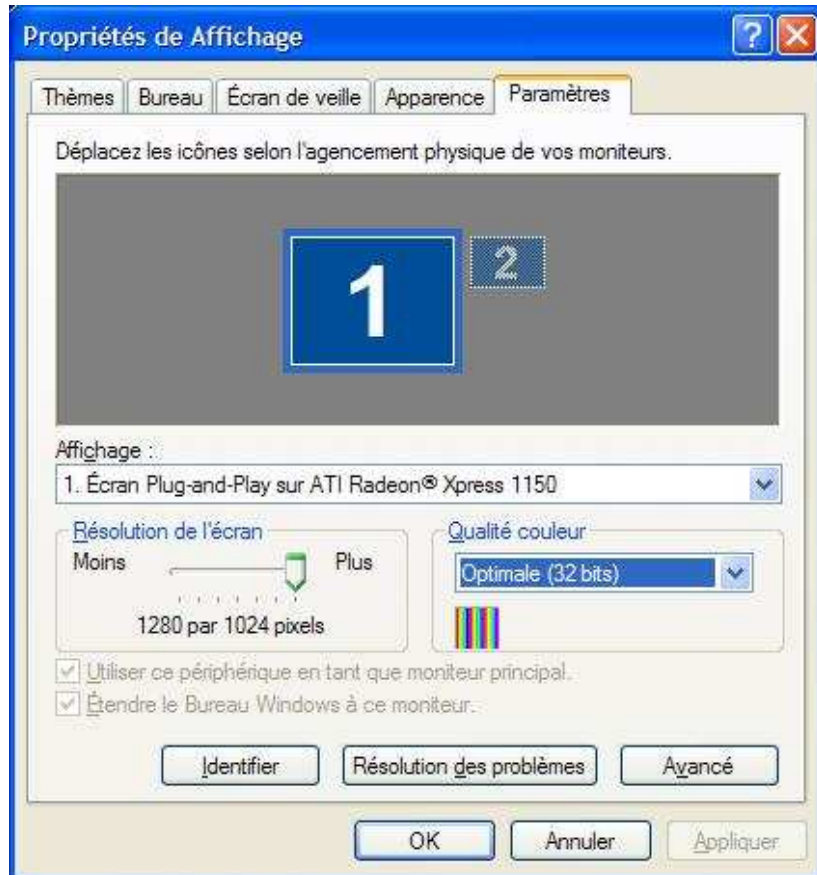 Propriétés de Affichage
Thèmes Bureau Écran de veille Apparence Paramètres
Déplacez les icônes selon l'agencement physique de vos moniteurs.
1 2
Affichage :
1. Écran Plug-and-Play sur ATI Radeon® Xpress 1150
Résolution de l'écran
Moins Plus
1280 par 1024 pixels
Qualité couleur
Optimale (32 bits)
Utiliser ce périphérique en tant que moniteur principal.
Étendre le Bureau Windows à ce moniteur.
Identifier Résolution des problèmes Avancé
OK Annuler Appliquer